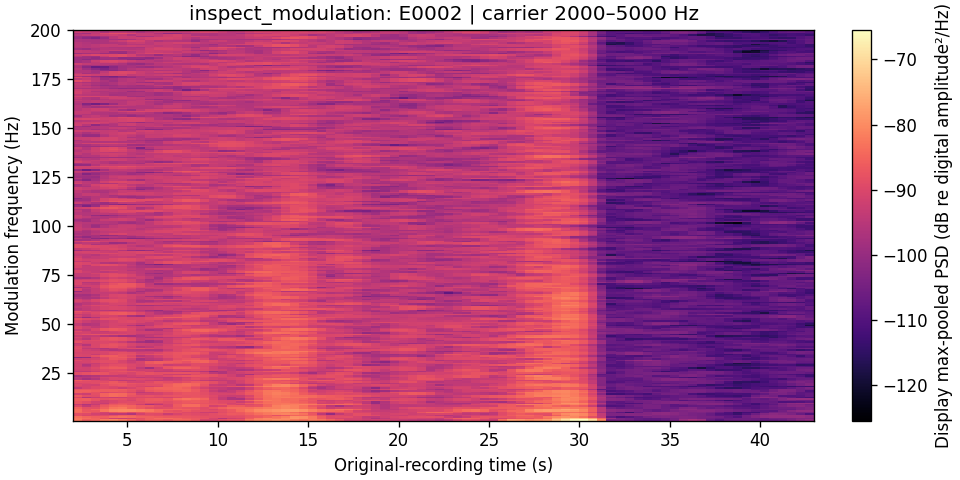 inspect_modulation: E0002 | carrier 2000–5000 Hz
Modulation frequency (Hz)
200
175
150
125
100
75
50
25
5 10 15 20 25 30 35 40
Original-recording time (s)
−70
−80
−90
−100
−110
−120
Display max-pooled PSD (dB re digital amplitude²/Hz)